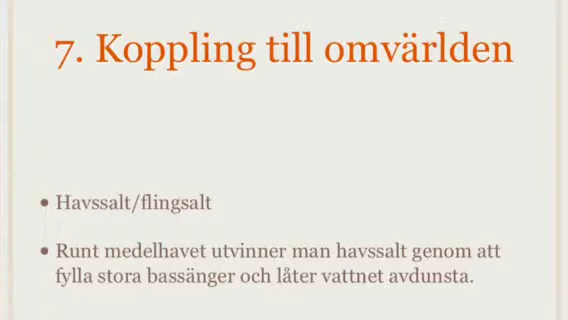 7. Koppling till omvärlden
• Havssalt/flingsalt
• Runt medelhavet utvinner man havssalt genom att
fylla stora bassänger och låter vattnet avdunsta.